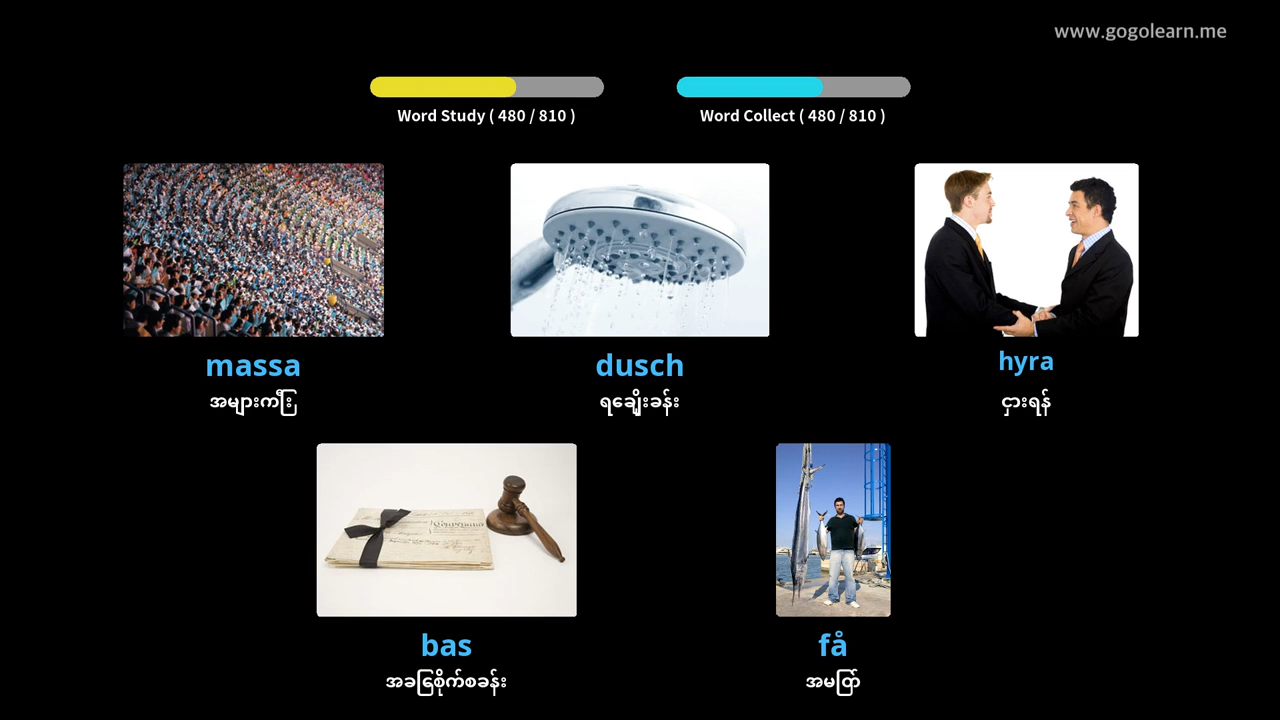 www.gogolearn.me
Word Study ( 480 / 810 )
Word Collect ( 480 / 810 )
massa
dusch
hyra
အများကြီး
ရေချိုးခန်း
ငှားရန်
bas
få
အခြေစိုက်စခန်း
အမြတ်